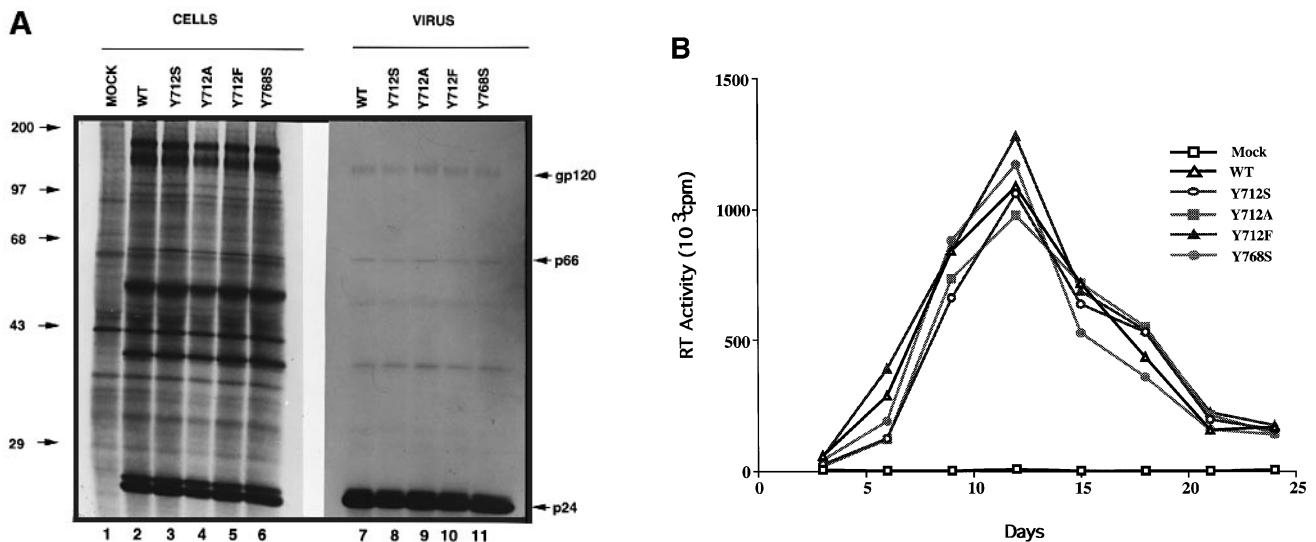 A
CELLS
VIRUS
MOCK
WT
Y712S
Y712A
Y712F
Y768S
WT
Y712S
Y712A
Y712F
Y768S
200
97
68
43
29
gp120
p66
p24
1 2 3 4 5 6 7 8 9 10 11
B
RT Activity (10³cpm)
1500
1000
500
0
0 5 10 15 20 25
Days
Mock
WT
Y712S
Y712A
Y712F
Y768S